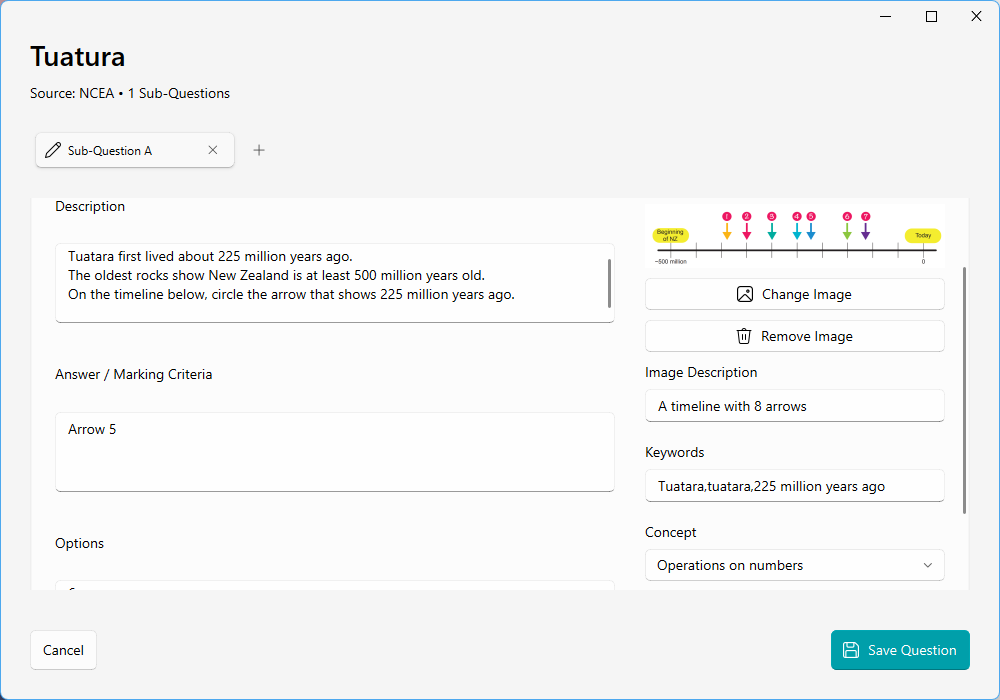 Tuatura
Source: NCEA • 1 Sub-Questions
Sub-Question A
Description
Tuatara first lived about 225 million years ago.
The oldest rocks show New Zealand is at least 500 million years old.
On the timeline below, circle the arrow that shows 225 million years ago.
Answer / Marking Criteria
Arrow 5
Options
1 2 3 4 5 6 7
Beginning
of NZ
Today
~500 million
0
Change Image
Remove Image
Image Description
A timeline with 8 arrows
Keywords
Tuatara,tuatara,225 million years ago
Concept
Operations on numbers
Cancel
Save Question